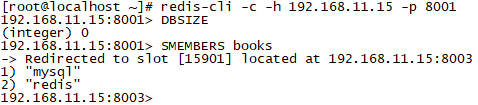 [root@localhost ~]# redis-cli -c -h 192.168.11.15 -p 8001
192.168.11.15:8001> DBSIZE
(integer) 0
192.168.11.15:8001> SMEMBERS books
-> Redirected to slot [15901] located at 192.168.11.15:8003
1) "mysql"
2) "redis"
192.168.11.15:8003>